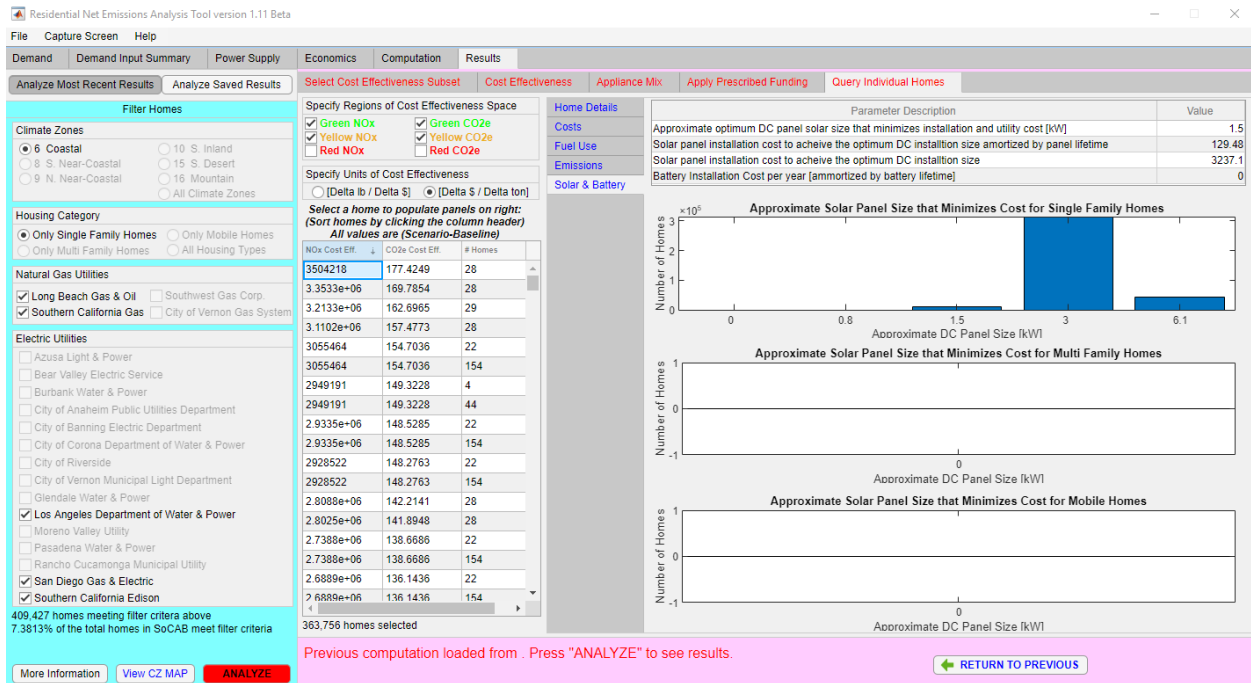 Residential Net Emissions Analysis Tool version 1.11 Beta
File Capture Screen Help
Demand Demand Input Summary Power Supply Economics Computation Results
Analyze Most Recent Results Analyze Saved Results
Filter Homes
Climate Zones
6 Coastal 10 S. Inland
8 S. Near-Coastal 15 S. Desert
9 N. Near-Coastal 16 Mountain
All Climate Zones
Housing Category
Only Single Family Homes Only Mobile Homes
Only Multi Family Homes All Housing Types
Natural Gas Utilities
Long Beach Gas & Oil Southwest Gas Corp.
Southern California Gas City of Vernon Gas System
Electric Utilities
Azusa Light & Power
Bear Valley Electric Service
Burbank Water & Power
City of Anaheim Public Utilities Department
City of Banning Electric Department
City of Corona Department of Water & Power
City of Riverside
City of Vernon Municipal Light Department
Glendale Water & Power
Los Angeles Department of Water & Power
Moreno Valley Utility
Pasadena Water & Power
Rancho Cucamonga Municipal Utility
San Diego Gas & Electric
Southern California Edison
409,427 homes meeting filter critera above
7.3813% of the total homes in SoCAB meet filter criteria
More Information View CZ MAP ANALYZE
Select Cost Effectiveness Subset Cost Effectiveness Appliance Mix Apply Prescribed Funding Query Individual Homes
Specify Regions of Cost Effectiveness Space
Green NOx Green CO2e
Yellow NOx Yellow CO2e
Red NOx Red CO2e
Specify Units of Cost Effectiveness
[Delta lb / Delta $] [Delta $ / Delta ton]
Select a home to populate panels on right:
(Sort homes by clicking the column header)
All values are (Scenario-Baseline)
NOx Cost Eff. ↓ CO2e Cost Eff. # Homes
3504218 177.4249 28
3.3533e+06 169.7854 28
3.2133e+06 162.6965 29
3.1102e+06 157.4773 28
3055464 154.7036 22
3055464 154.7036 154
2949191 149.3228 4
2949191 149.3228 44
2.9335e+06 148.5285 22
2.9335e+06 148.5285 154
2928522 148.2763 22
2928522 148.2763 154
2.8088e+06 142.2141 28
2.8025e+06 141.8948 28
2.7388e+06 138.6686 22
2.7388e+06 138.6686 154
2.6889e+06 136.1436 22
2.6889e+06 136.1436 154
363,756 homes selected
Home Details
Costs
Fuel Use
Emissions
Solar & Battery
Parameter Description Value
Approximate optimum DC panel solar size that minimizes installation and utility cost [kW] 1.5
Solar panel installation cost to acheive the optimum DC installtion size amortized by panel lifetime 129.48
Solar panel installation cost to acheive the optimum DC installtion size 3237.1
Battery Installation Cost per year [ammortized by battery lifetime] 0
Approximate Solar Panel Size that Minimizes Cost for Single Family Homes
×10⁵
Number of Homes
3
2
1
0
0 0.8 1.5 3 6.1
Approximate DC Panel Size [kW]
Approximate Solar Panel Size that Minimizes Cost for Multi Family Homes
Number of Homes
1
0
-1
0
Approximate DC Panel Size [kW]
Approximate Solar Panel Size that Minimizes Cost for Mobile Homes
Number of Homes
1
0
-1
0
Approximate DC Panel Size [kW]
Previous computation loaded from . Press "ANALYZE" to see results.
RETURN TO PREVIOUS